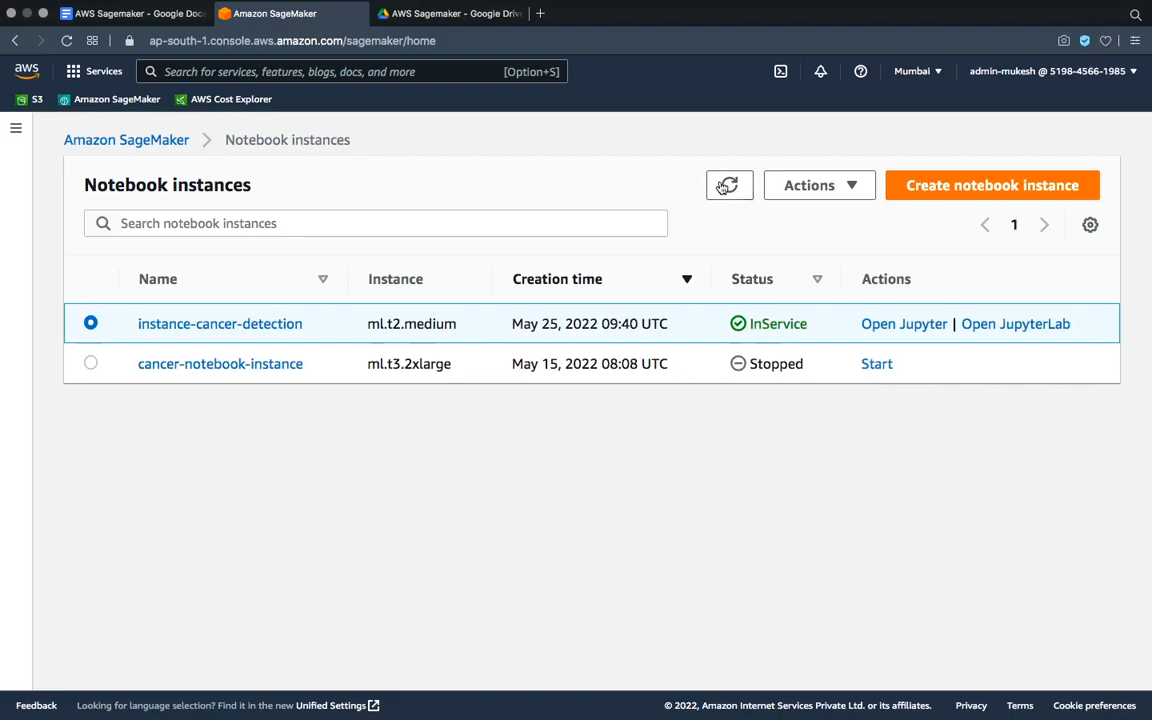 AWS Sagemaker - Google Doc
Amazon SageMaker
AWS Sagemaker - Google Driv
ap-south-1.console.aws.amazon.com/sagemaker/home
aws
Services
Search for services, features, blogs, docs, and more
[Option+S]
Mumbai
admin-mukesh @ 5198-4566-1985
S3
Amazon SageMaker
AWS Cost Explorer
Amazon SageMaker
Notebook instances
Notebook instances
Actions
Create notebook instance
Search notebook instances
1
Name Instance Creation time Status Actions
instance-cancer-detection ml.t2.medium May 25, 2022 09:40 UTC InService Open Jupyter | Open JupyterLab
cancer-notebook-instance ml.t3.2xlarge May 15, 2022 08:08 UTC Stopped Start
Feedback
Looking for language selection? Find it in the new Unified Settings
© 2022, Amazon Internet Services Private Ltd. or its affiliates.
Privacy
Terms
Cookie preferences